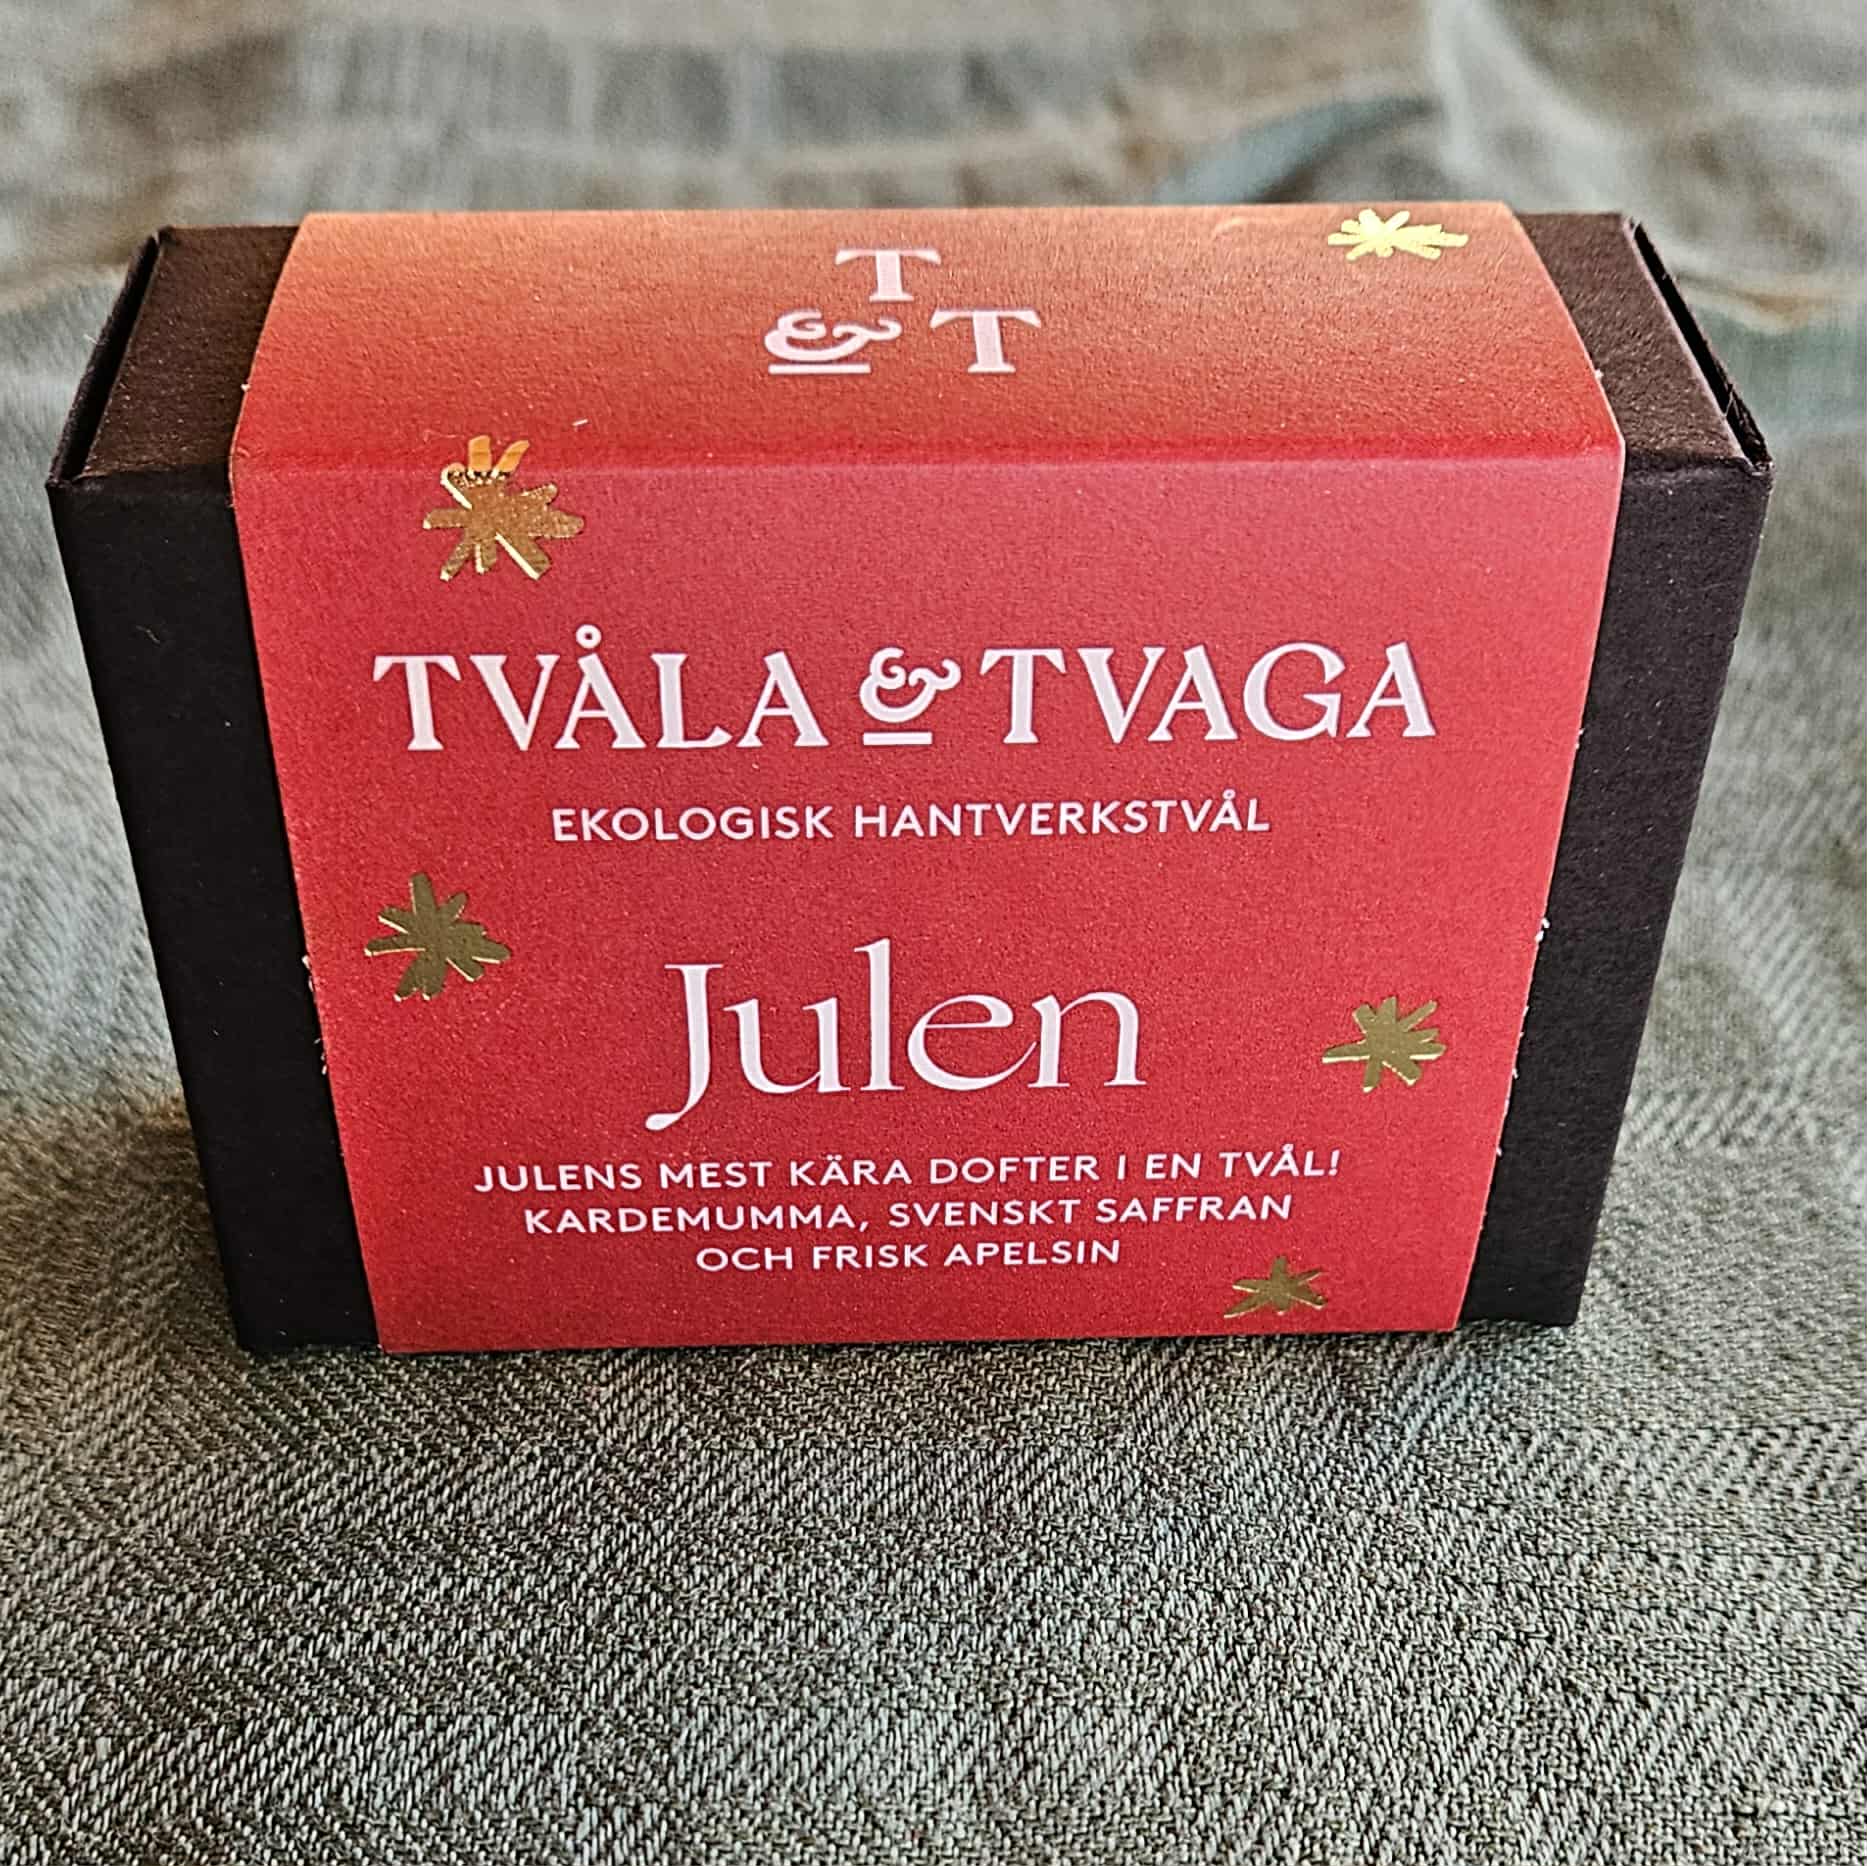 T
& T
TVÅLA & TVAGA
EKOLOGISK HANTVERKSTVÅL
Julen
JULENS MEST KÄRA DOFTER I EN TVÅL!
KARDEMUMMA, SVENSKT SAFFRAN
OCH FRISK APELSIN